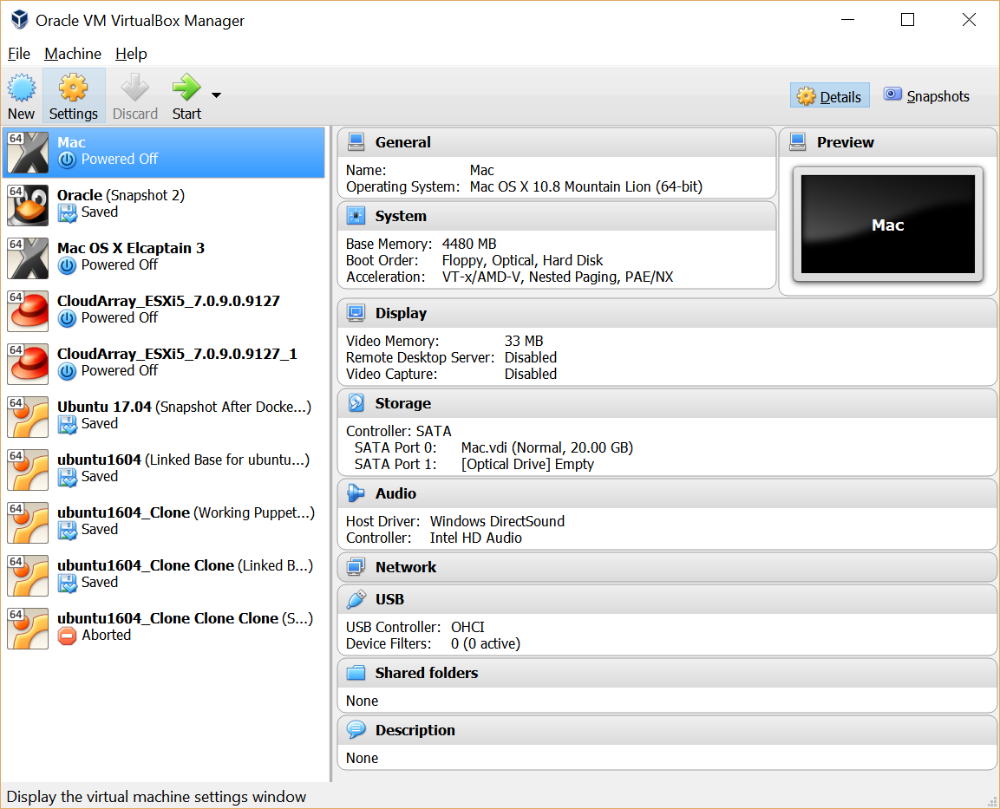 Oracle VM VirtualBox Manager
File Machine Help
New Settings Discard Start Details Snapshots
64 Mac
Powered Off
64 Oracle (Snapshot 2)
Saved
64 Mac OS X Elcaptain 3
Powered Off
64 CloudArray_ESXi5_7.0.9.0.9127
Powered Off
64 CloudArray_ESXi5_7.0.9.0.9127_1
Powered Off
64 Ubuntu 17.04 (Snapshot After Docke...)
Saved
64 ubuntu1604 (Linked Base for ubuntu...)
Saved
64 ubuntu1604_Clone (Working Puppet...)
Saved
64 ubuntu1604_Clone Clone (Linked B...)
Saved
64 ubuntu1604_Clone Clone Clone (S...)
Aborted
General
Name: Mac
Operating System: Mac OS X 10.8 Mountain Lion (64-bit)
System
Base Memory: 4480 MB
Boot Order: Floppy, Optical, Hard Disk
Acceleration: VT-x/AMD-V, Nested Paging, PAE/NX
Preview
Mac
Display
Video Memory: 33 MB
Remote Desktop Server: Disabled
Video Capture: Disabled
Storage
Controller: SATA
SATA Port 0: Mac.vdi (Normal, 20.00 GB)
SATA Port 1: [Optical Drive] Empty
Audio
Host Driver: Windows DirectSound
Controller: Intel HD Audio
Network
USB
USB Controller: OHCI
Device Filters: 0 (0 active)
Shared folders
None
Description
None
Display the virtual machine settings window